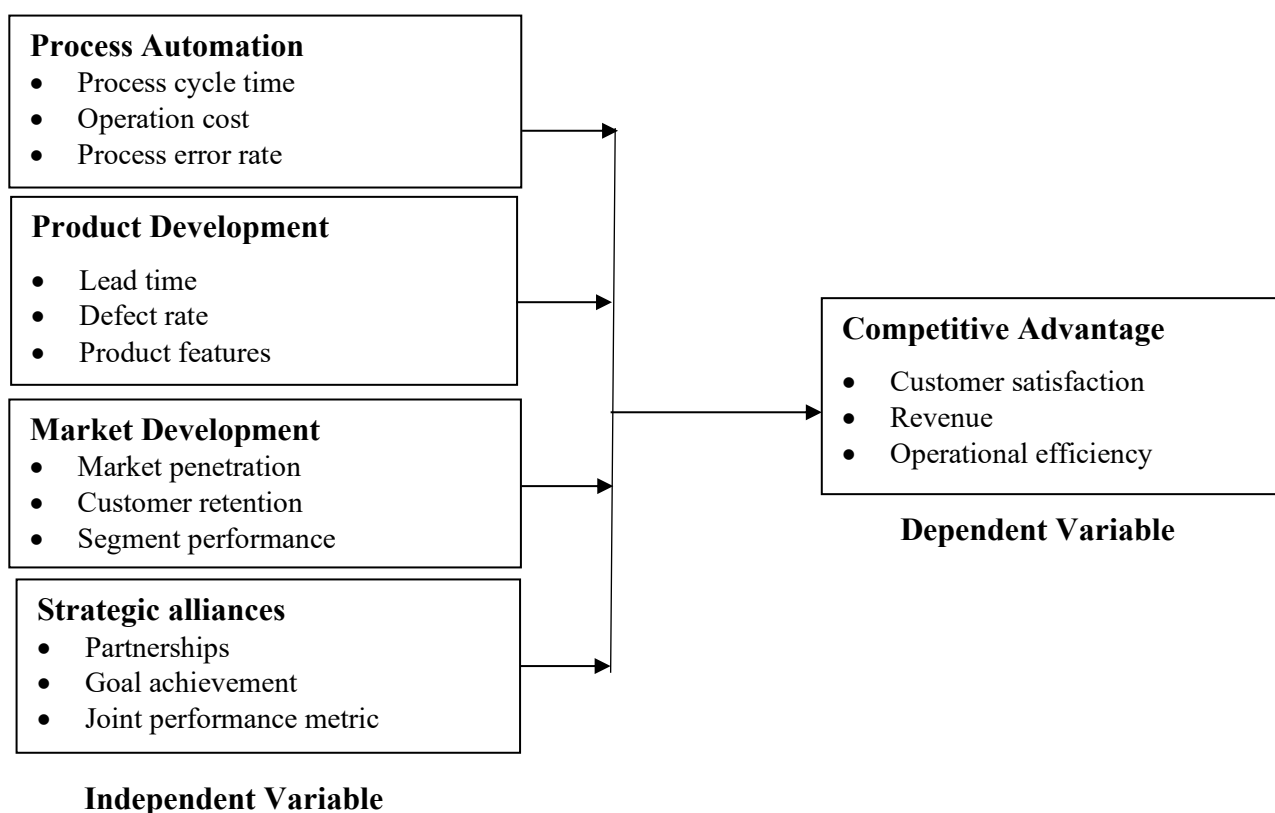 Process Automation
• Process cycle time
• Operation cost
• Process error rate
Product Development
• Lead time
• Defect rate
• Product features
Market Development
• Market penetration
• Customer retention
• Segment performance
Strategic alliances
• Partnerships
• Goal achievement
• Joint performance metric
Independent Variable
Competitive Advantage
• Customer satisfaction
• Revenue
• Operational efficiency
Dependent Variable